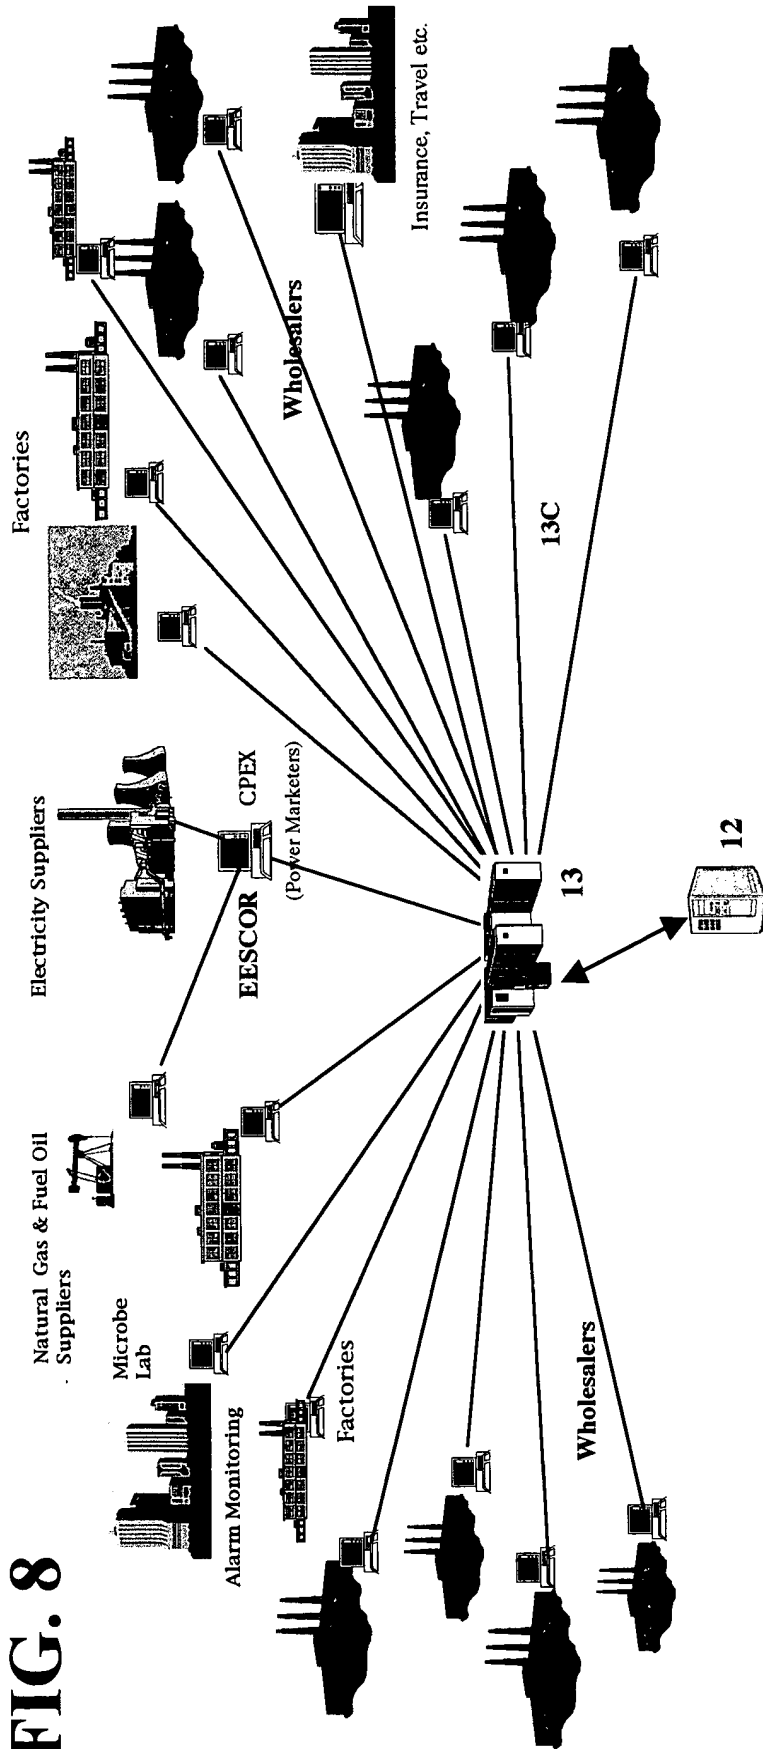 FIG. 8
Natural Gas & Fuel Oil
Suppliers
Electricity Suppliers
Factories
Microbe
Lab
Alarm Monitoring
EESCOR
CPEX
(Power Marketers)
Wholesalers
Insurance, Travel etc.
Factories
Wholesalers
13
13C
12